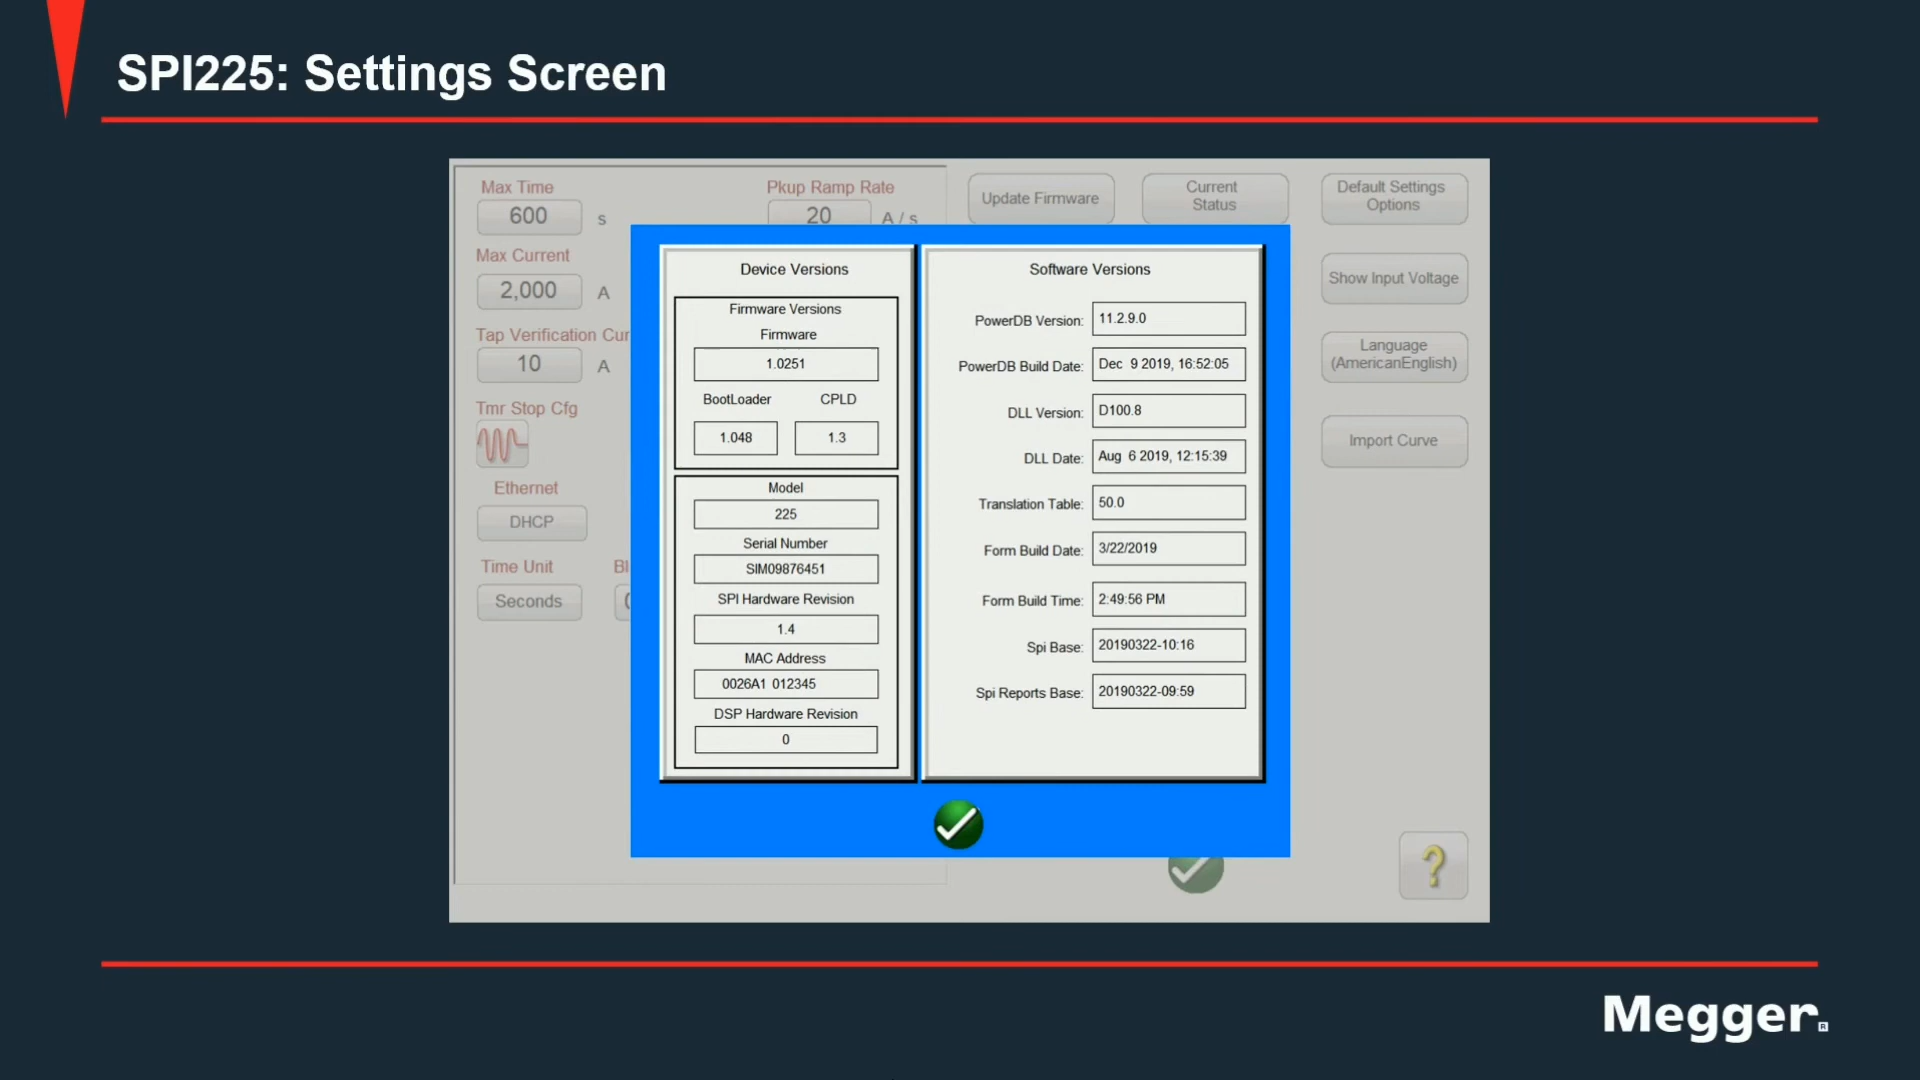 SPI225: Settings Screen
Max Time
600 s
Pkup Ramp Rate
20 A / s
Update Firmware
Current
Status
Default Settings
Options
Max Current
2,000 A
Show Input Voltage
Tap Verification Cur
10 A
Language
(AmericanEnglish)
Tmr Stop Cfg
Import Curve
Ethernet
DHCP
Time Unit
Seconds
Bl
Device Versions
Firmware Versions
Firmware
1.0251
BootLoader CPLD
1.048 1.3
Model
225
Serial Number
SIM09876451
SPI Hardware Revision
1.4
MAC Address
0026A1 012345
DSP Hardware Revision
0
Software Versions
PowerDB Version: 11.2.9.0
PowerDB Build Date: Dec 9 2019, 16:52:05
DLL Version: D100.8
DLL Date: Aug 6 2019, 12:15:39
Translation Table: 50.0
Form Build Date: 3/22/2019
Form Build Time: 2:49:56 PM
Spi Base: 20190322-10:16
Spi Reports Base: 20190322-09:59
?
Megger®